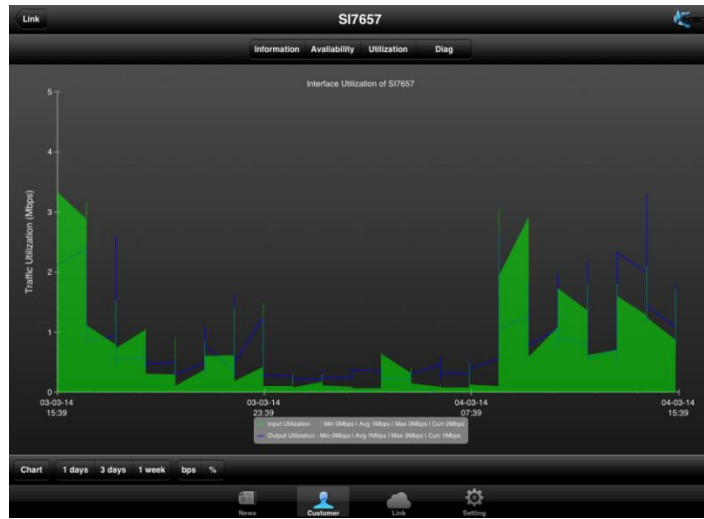 Link
SI7657
Information Availability Utilization Diag
Interface Utilization of SI7657
Traffic Utilization (Mbps)
5
4
3
2
1
0
03-03-14 03-03-14 04-03-14 04-03-14
15:39 23:39 07:39 15:39
Input Utilization : Min 0Mbps | Avg 1Mbps | Max 3Mbps | Curr 2Mbps
Output Utilization : Min 0Mbps | Avg 1Mbps | Max 3Mbps | Curr 1Mbps
Chart 1 days 3 days 1 week bps %
News Customer Link Setting